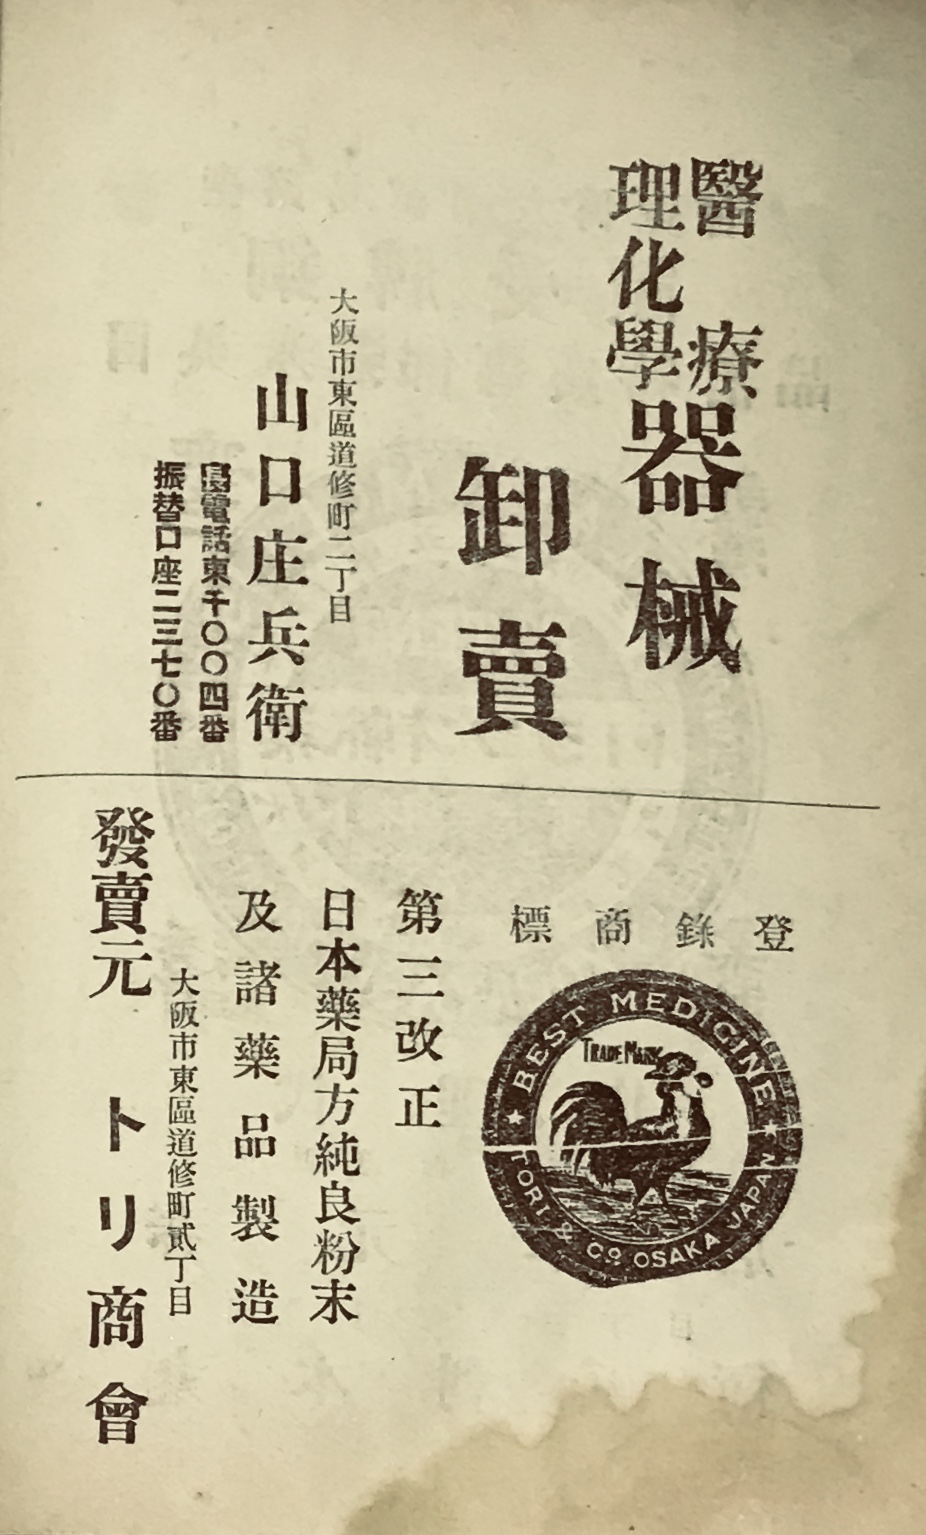 醫療
理化學
器械
卸賣
大阪市東區道修町二丁目
山口庄兵衛
長電話東千〇〇四番
振替口座二三七〇番
登錄商標
BEST MEDICINE
TRADE MARK
TORI & Co. OSAKA JAPAN
第三改正
日本藥局方純良粉末
及諸藥品製造
大阪市東區道修町貳丁目
發賣元 トリ商會